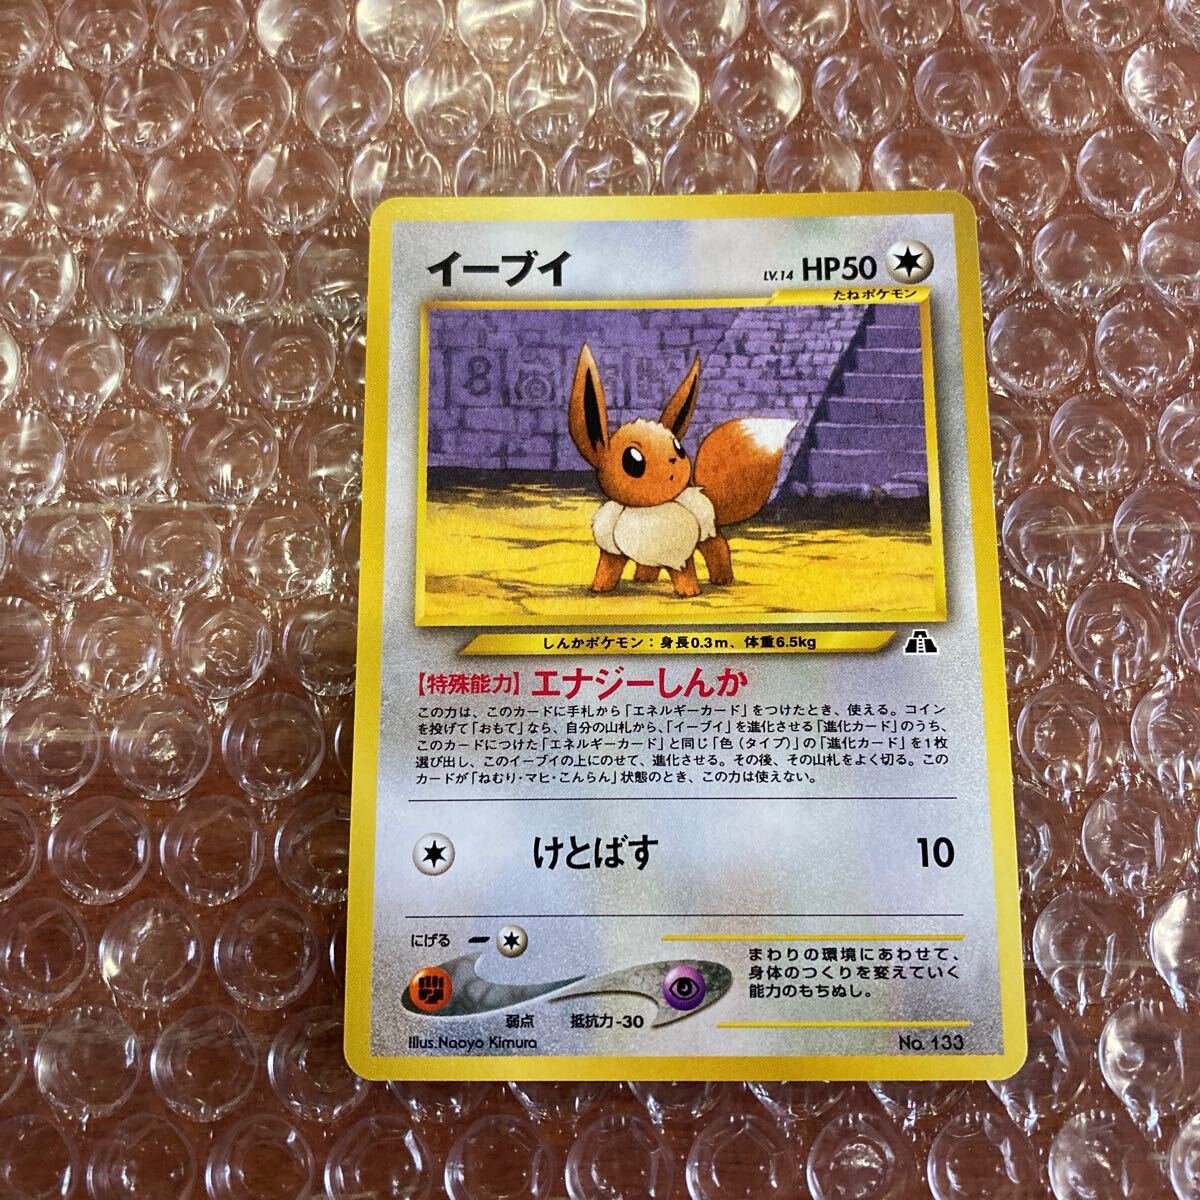 イーブイ
LV.14 HP50
たねポケモン
しんかポケモン：身長0.3m、体重6.5kg
【特殊能力】エナジーしんか
この力は、このカードに手札から「エネルギーカード」をつけたとき、使える。コイン
を投げて「おもて」なら、自分の山札から、「イーブイ」を進化させる「進化カード」のうち、
このカードにつけた「エネルギーカード」と同じ「色（タイプ）」の「進化カード」を1枚
選び出し、このイーブイの上にのせて、進化させる。その後、その山札をよく切る。この
カードが「ねむり・マヒ・こんらん」状態のとき、この力は使えない。
けとばす 10
にげる
弱点 抵抗力-30
まわりの環境にあわせて、
身体のつくりを変えていく
能力のもちぬし。
Illus.Naoyo Kimura
No. 133